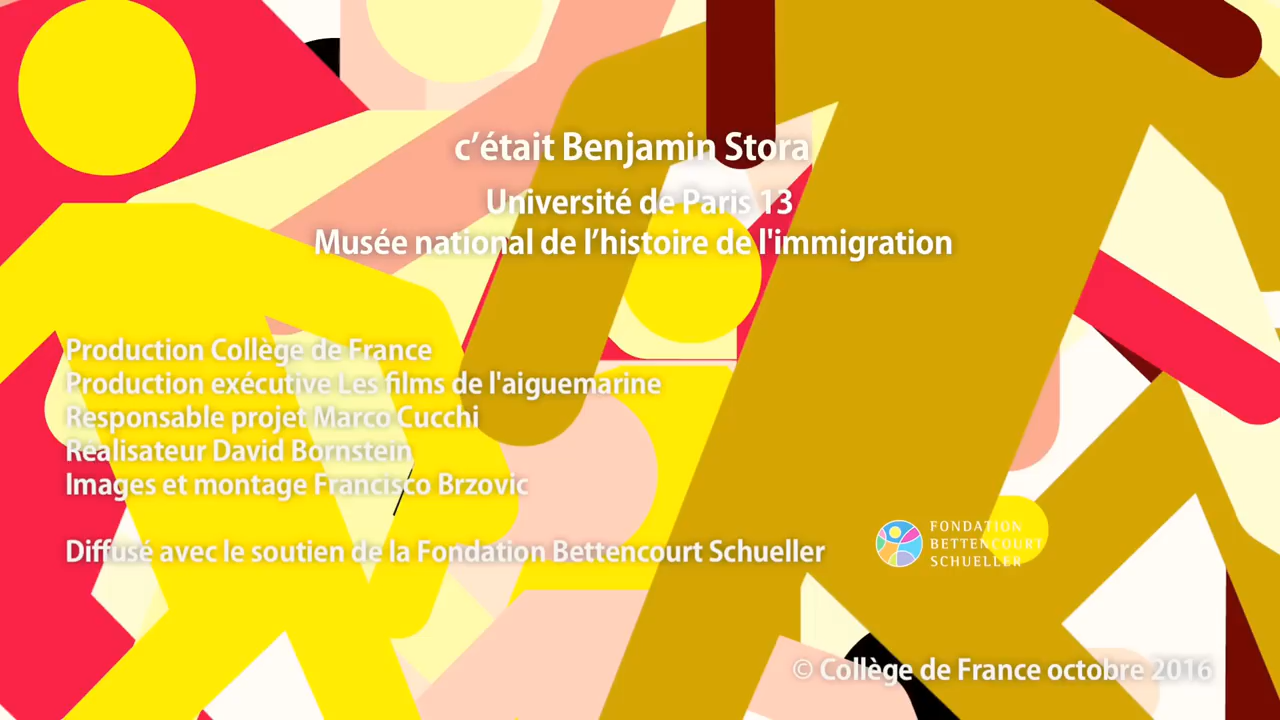 c’était Benjamin Stora
Université de Paris 13
Musée national de l’histoire de l'immigration
Production Collège de France
Production exécutive Les films de l'aiguemarine
Responsable projet Marco Cucchi
Réalisateur David Bornstein
Images et montage Francisco Brzovic
Diffusé avec le soutien de la Fondation Bettencourt Schueller
FONDATION
BETTENCOURT
SCHUELLER
© Collège de France octobre 2016